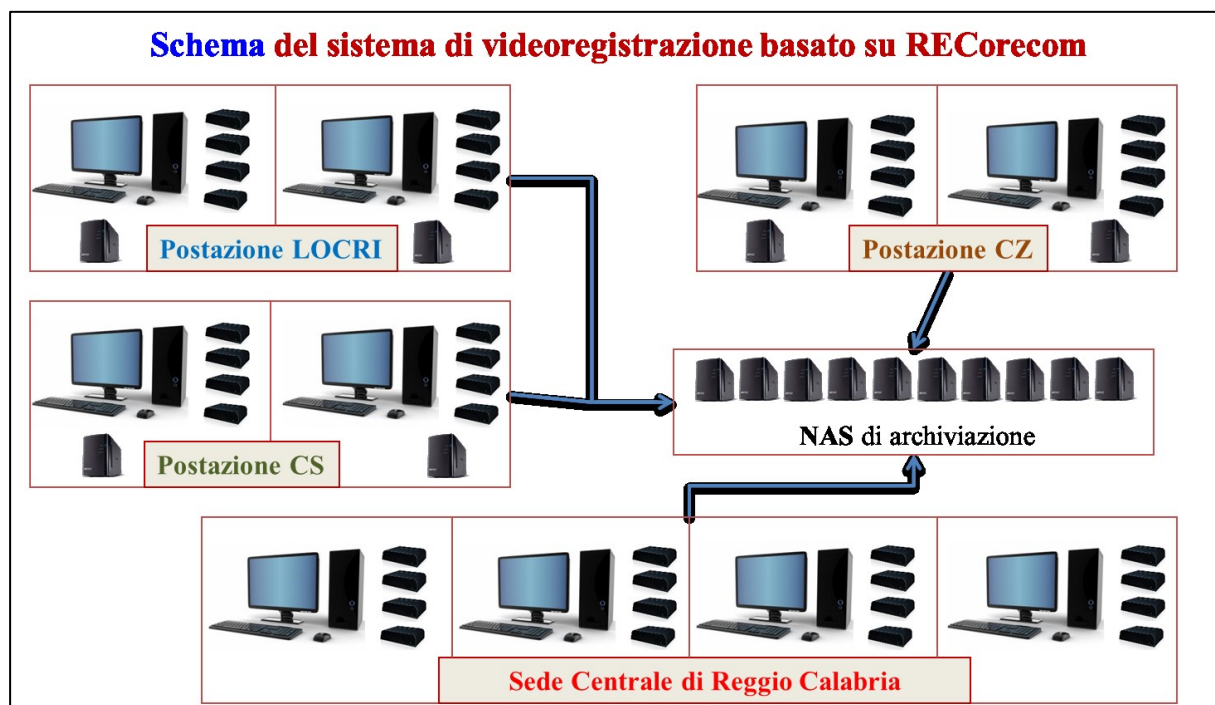 Schema del sistema di videoregistrazione basato su RECorecom
Postazione LOCRI
Postazione CZ
Postazione CS
NAS di archiviazione
Sede Centrale di Reggio Calabria